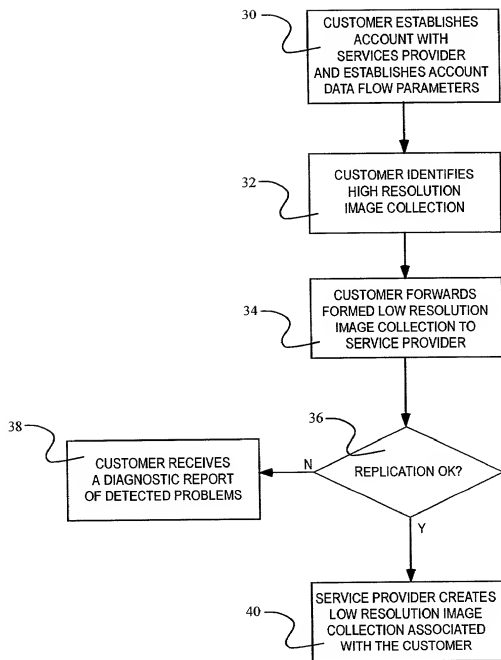 30
CUSTOMER ESTABLISHES
ACCOUNT WITH
SERVICES PROVIDER
AND ESTABLISHES ACCOUNT
DATA FLOW PARAMETERS
32
CUSTOMER IDENTIFIES
HIGH RESOLUTION
IMAGE COLLECTION
34
CUSTOMER FORWARDS
FORMED LOW RESOLUTION
IMAGE COLLECTION TO
SERVICE PROVIDER
36
REPLICATION OK?
N
Y
38
CUSTOMER RECEIVES
A DIAGNOSTIC REPORT
OF DETECTED PROBLEMS
40
SERVICE PROVIDER CREATES
LOW RESOLUTION IMAGE
COLLECTION ASSOCIATED
WITH THE CUSTOMER